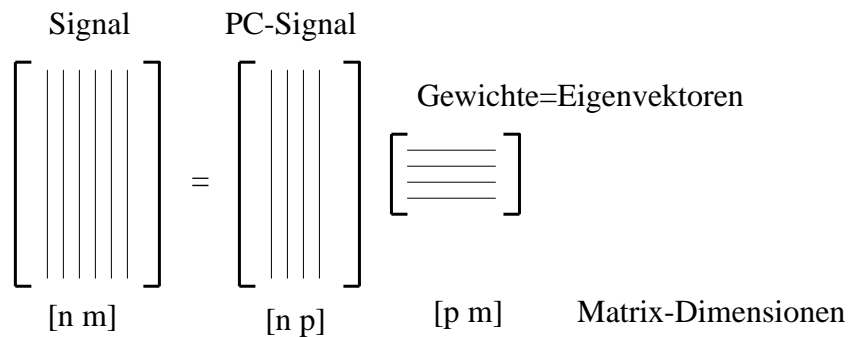 Signal PC-Signal
Gewichte=Eigenvektoren
=
[n m] [n p] [p m] Matrix-Dimensionen